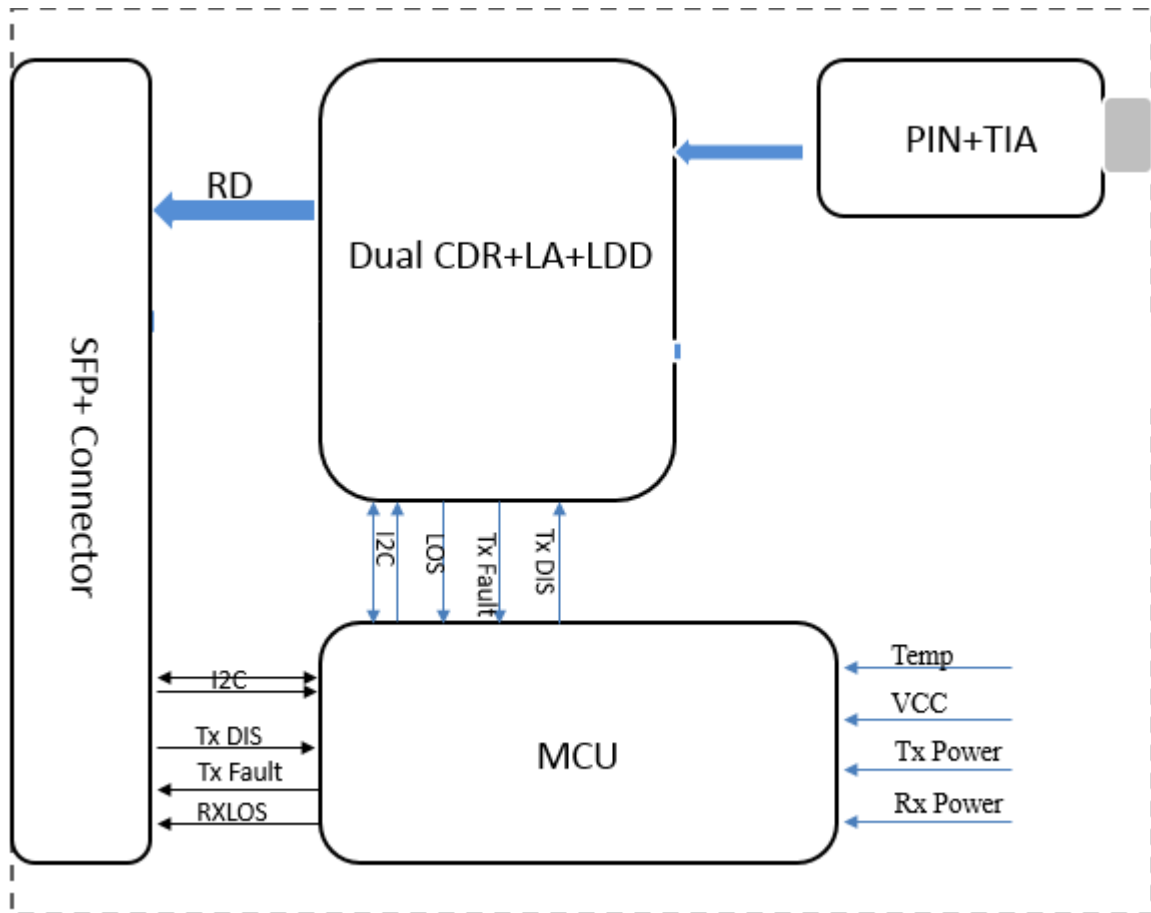 PIN+TIA
RD
Dual CDR+LA+LDD
SFP+ Connector
I2C
LOS
Tx Fault
Tx DIS
I2C
Tx DIS
Tx Fault
RXLOS
MCU
Temp
VCC
Tx Power
Rx Power